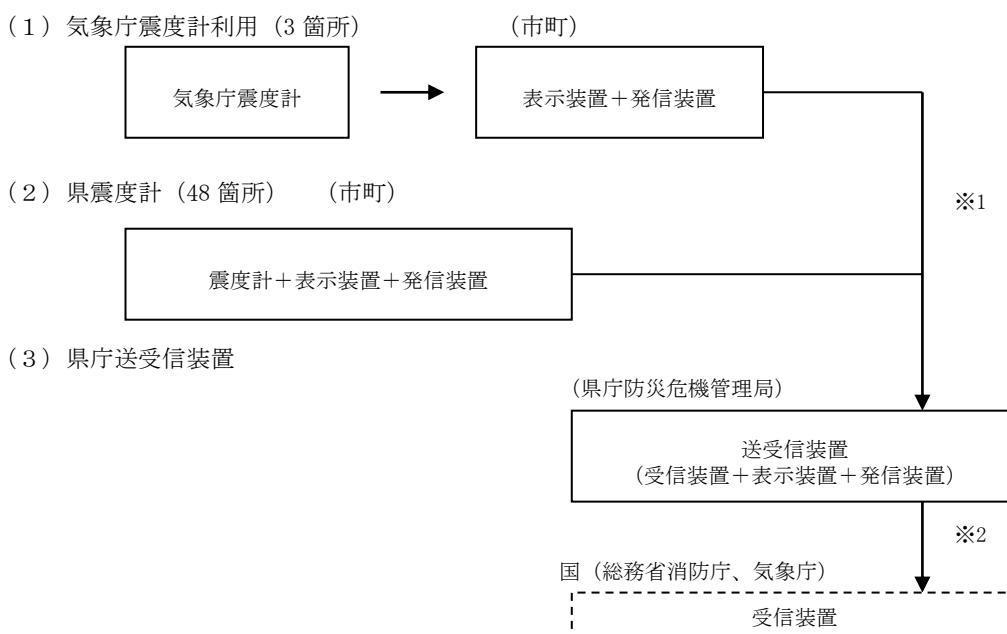 （１）気象庁震度計利用（3 箇所） （市町）
気象庁震度計 表示装置＋発信装置
（２）県震度計（48 箇所） （市町）
※1
震度計＋表示装置＋発信装置
（３）県庁送受信装置
（県庁防災危機管理局）
送受信装置
（受信装置＋表示装置＋発信装置）
※2
国（総務省消防庁、気象庁）
受信装置